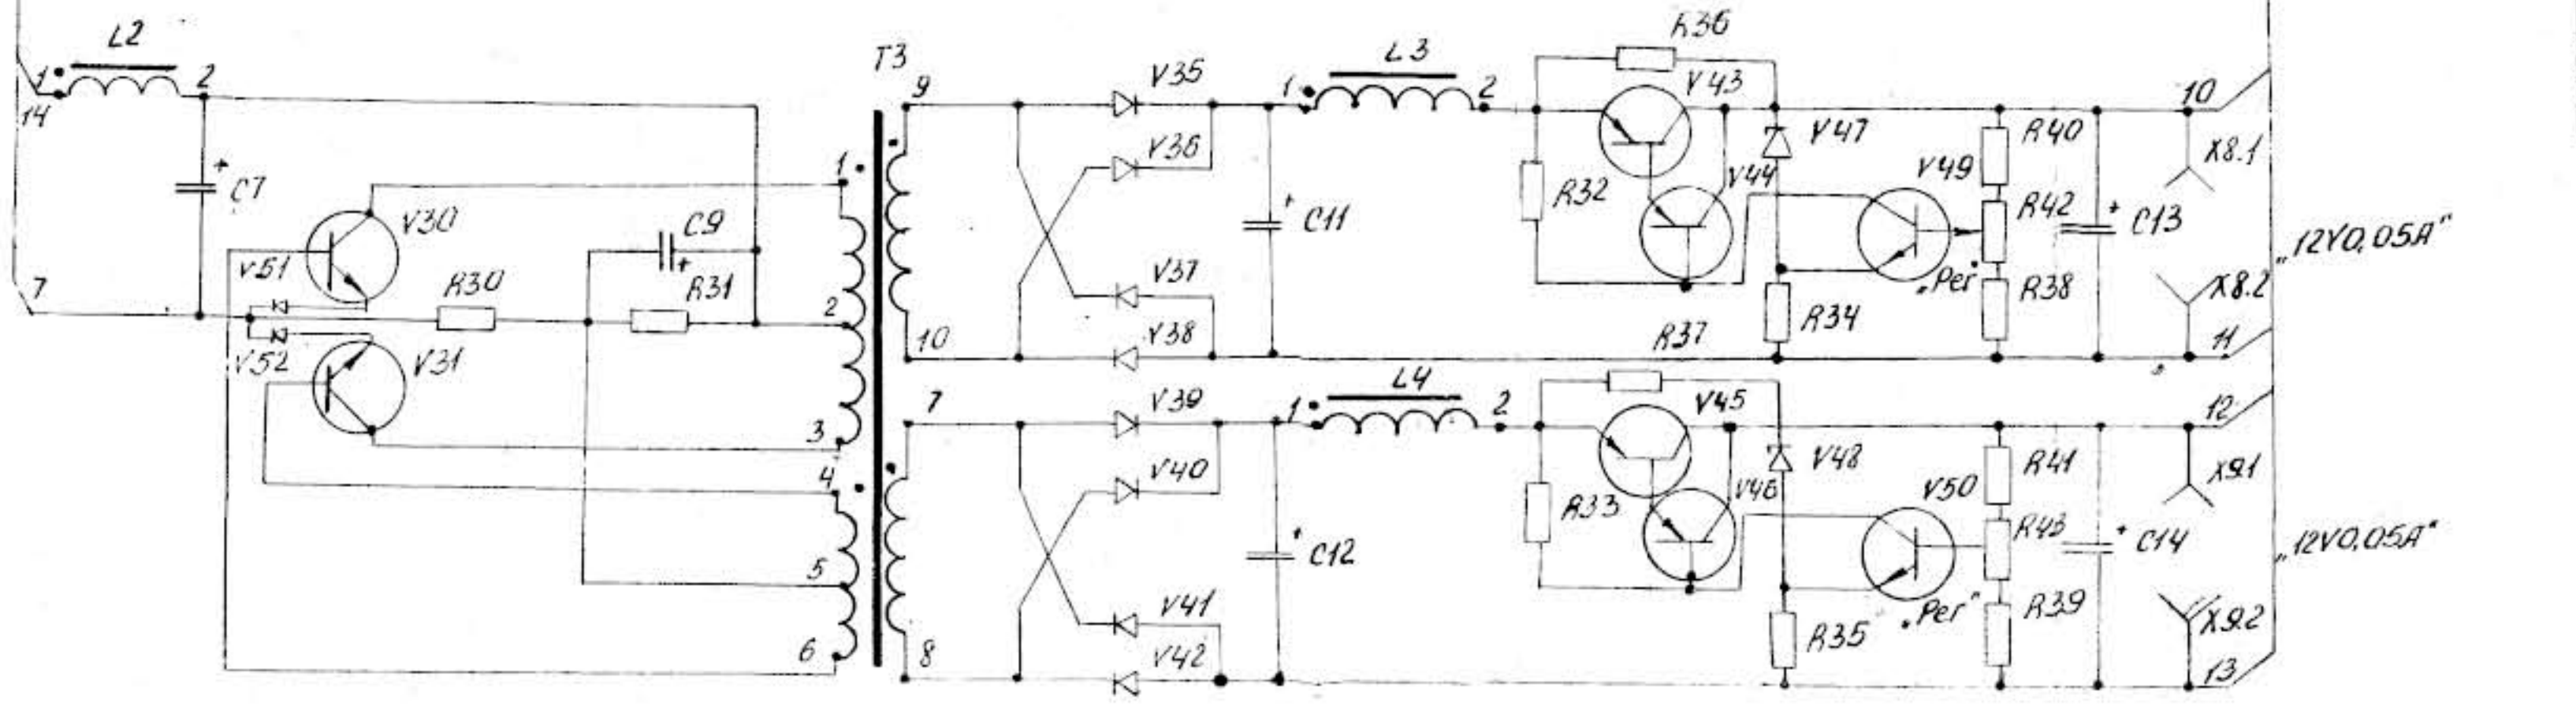 L2
1
2
14
C7
+
V30
V51
7
V52
V31
R30
C9
+
R31
T3
1
2
3
4
5
6
9
10
7
8
V35
V36
V37
V38
V39
V40
V41
V42
1
L3
2
+
C11
1
L4
2
+
C12
R36
V43
R32
V44
V47
V49
R40
R42
„Рег"
R38
R34
R37
+
C13
10
X8.1
X8.2
11
„12V0,05A"
V45
R33
V46
V48
V50
R41
R43
„Рег"
R39
R35
+
C14
12
X9.1
X9.2
13
„12V0,05A"